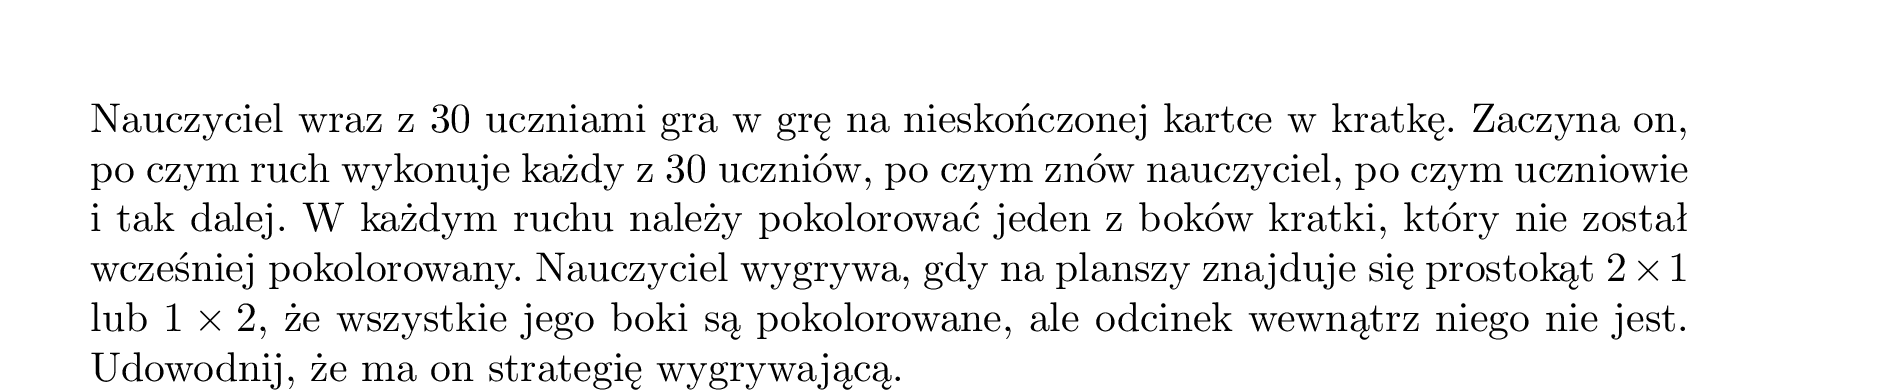 Nauczyciel wraz z 30 uczniami gra w grę na nieskończonej kartce w kratkę. Zaczyna on,
po czym ruch wykonuje każdy z 30 uczniów, po czym znów nauczyciel, po czym uczniowie
i tak dalej. W każdym ruchu należy pokolorować jeden z boków kratki, który nie został
wcześniej pokolorowany. Nauczyciel wygrywa, gdy na planszy znajduje się prostokąt 2 × 1
lub 1 × 2, że wszystkie jego boki są pokolorowane, ale odcinek wewnątrz niego nie jest.
Udowodnij, że ma on strategię wygrywającą.